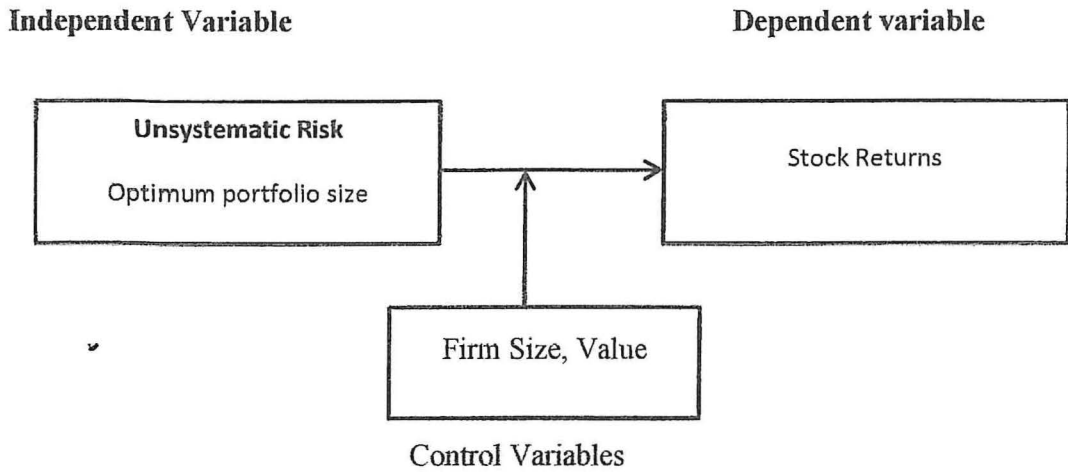 Independent Variable
Dependent variable
Unsystematic Risk
Optimum portfolio size
Stock Returns
Firm Size, Value
Control Variables